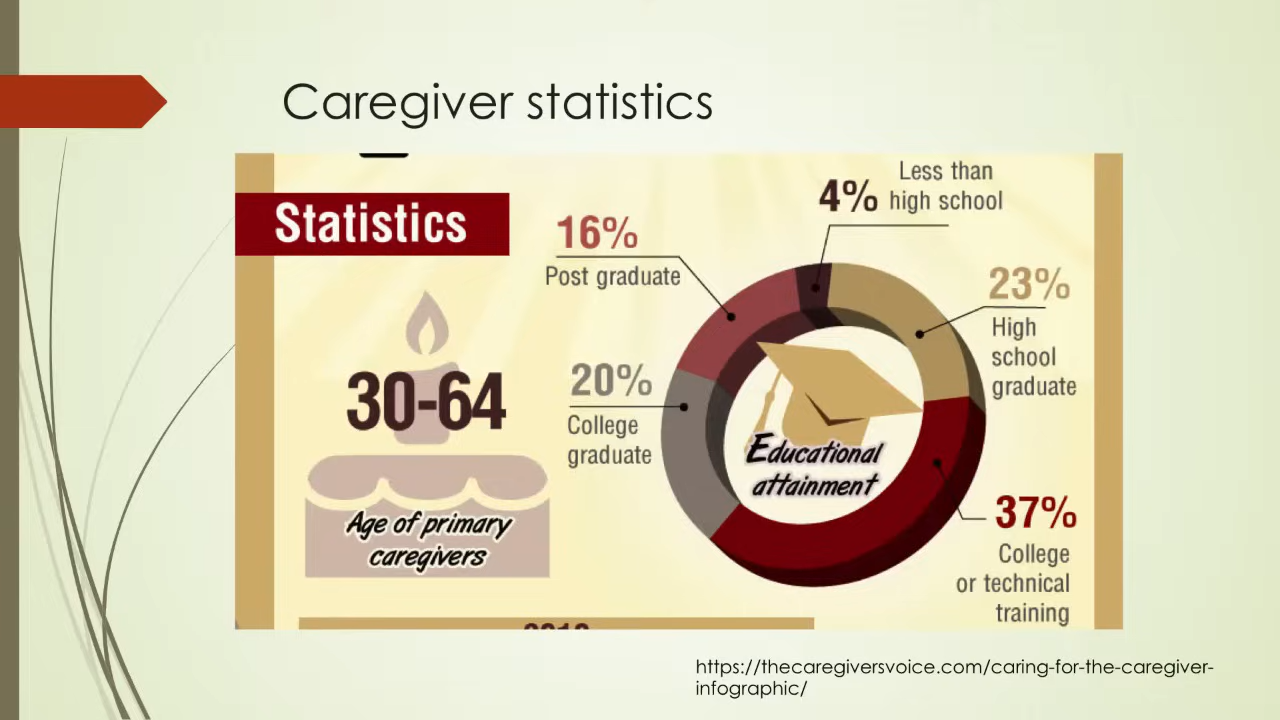 Caregiver statistics
Statistics
30-64
Age of primary
caregivers
16%
Post graduate
4%
Less than
high school
23%
High
school
graduate
20%
College
graduate
Educational
attainment
37%
College
or technical
training
https://thecaregiversvoice.com/caring-for-the-caregiver-
infographic/